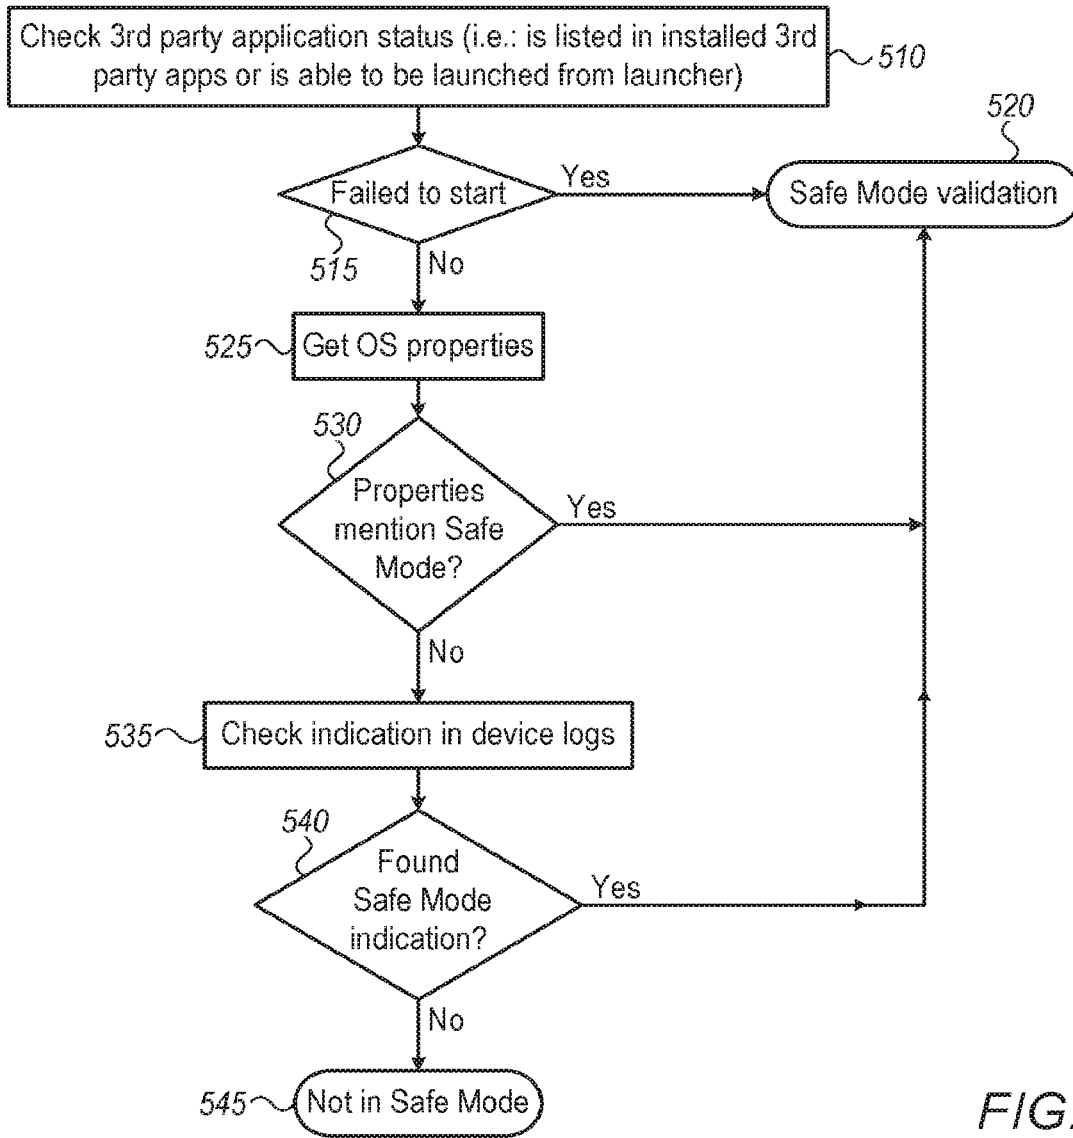 Check 3rd party application status (i.e.: is listed in installed 3rd
party apps or is able to be launched from launcher)
510
520
Failed to start
Yes
Safe Mode validation
515
No
525
Get OS properties
530
Properties
mention Safe
Mode?
Yes
No
535
Check indication in device logs
540
Found
Safe Mode
indication?
Yes
No
545
Not in Safe Mode
FIG.